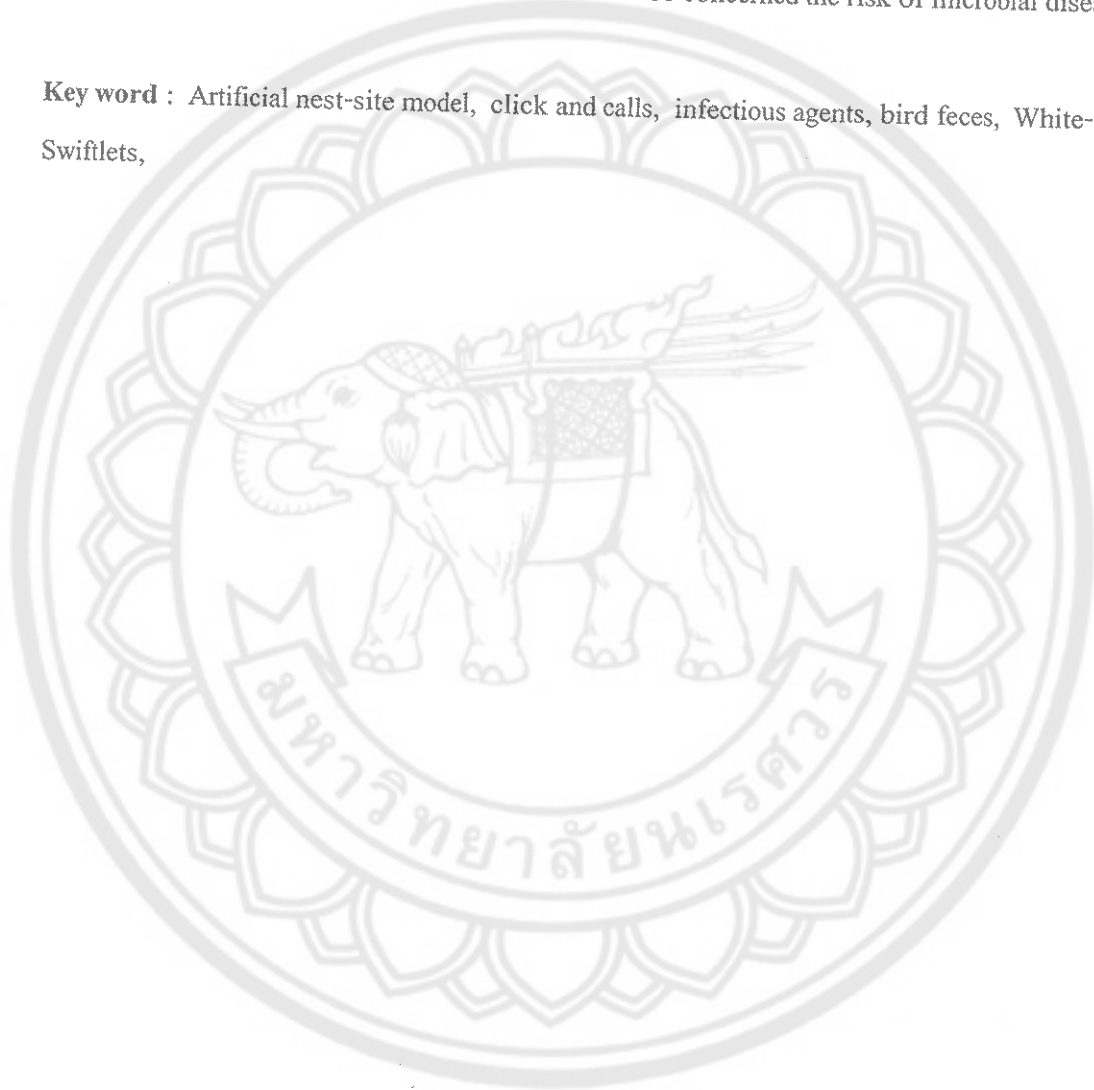 concerned the risk of microbial dise
Key word : Artificial nest-site model, click and calls, infectious agents, bird feces, White-
Swiftlets,
มหาวิทยาลัยนเรศวร